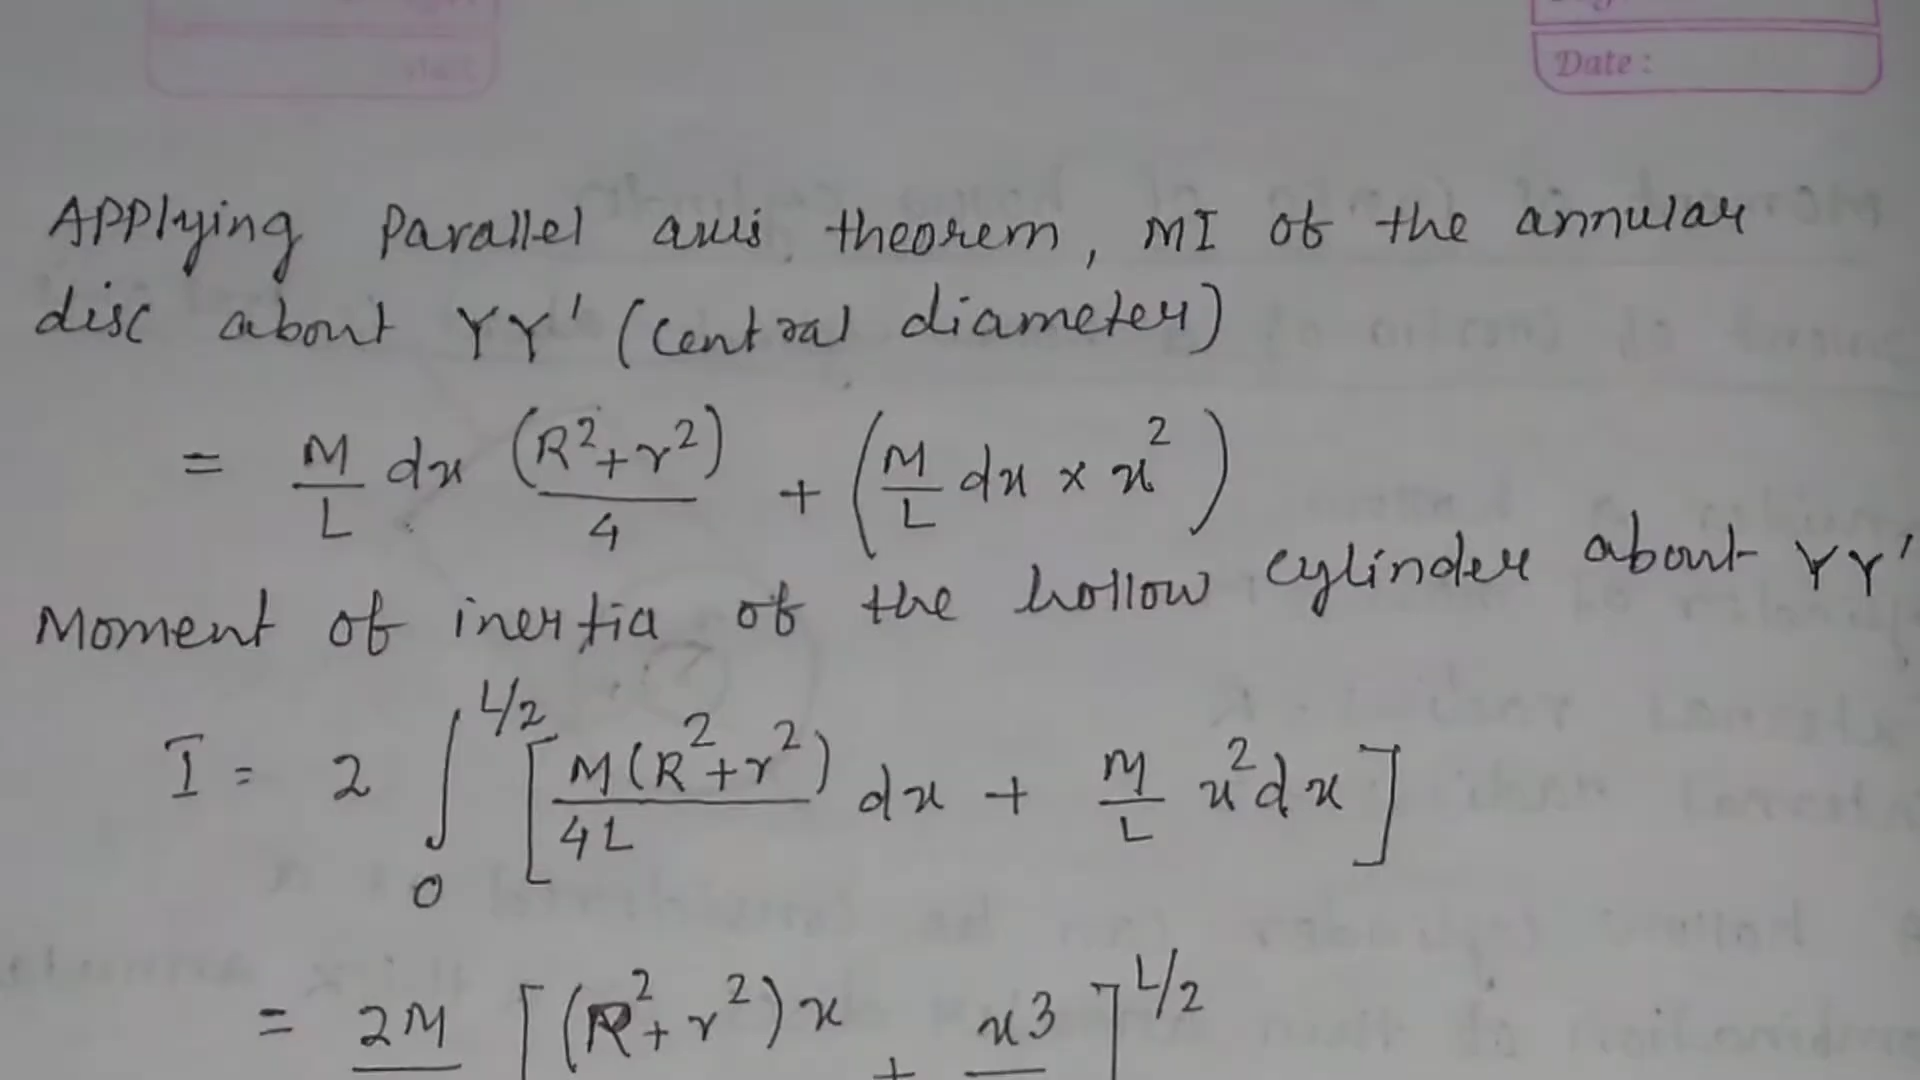 Date :
Applying Parallel axis theorem, MI of the annular
disc about YY' (Central diameter)
= M/L dx (R²+r²)/4 + (M/L dx × x²)
Moment of inertia of the hollow cylinder about YY'
I = 2 ∫₀^(L/2) [M(R²+r²)/4L dx + M/L x²dx]
= 2M [(R²+r²)x + x³]^(L/2)